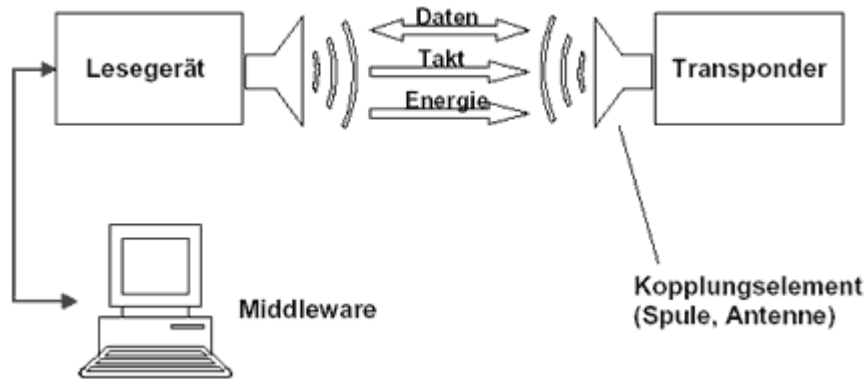 Daten
Lesegerät
Takt
Transponder
Energie
Kopplungselement
(Spule, Antenne)
Middleware